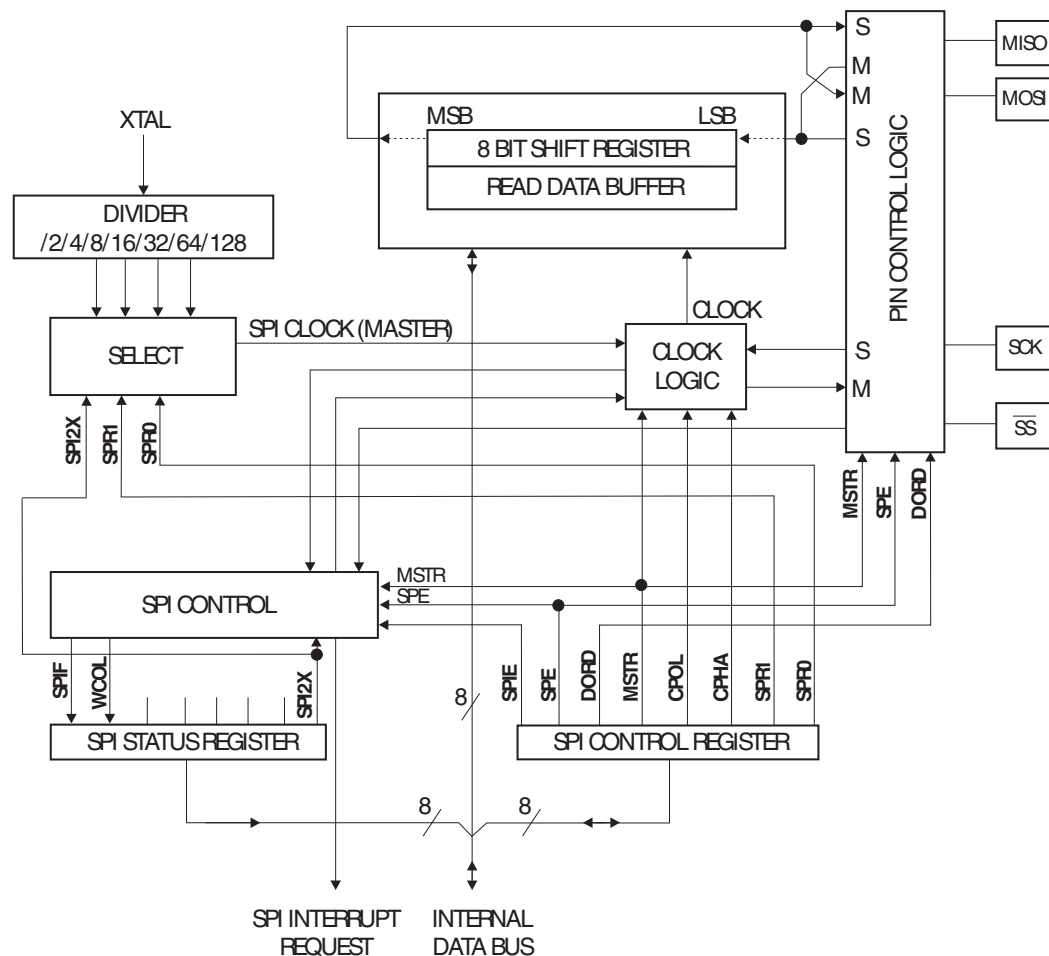 S
MISO
M
M
MOSI
XTAL
MSB
LSB
S
8 BIT SHIFT REGISTER
READ DATA BUFFER
DIVIDER
/2/4/8/16/32/64/128
PIN CONTROL LOGIC
SPI CLOCK (MASTER)
CLOCK
SELECT
CLOCK
LOGIC
S
M
SCK
SS
SPI2X
SPR1
SPR0
MSTR
SPE
DORD
SPI CONTROL
MSTR
SPE
SPIF
WCOL
SPI2X
SPIE
SPE
DORD
MSTR
CPOL
CPHA
SPR1
SPR0
8
SPI STATUS REGISTER
SPI CONTROL REGISTER
8
8
SPI INTERRUPT
REQUEST
INTERNAL
DATA BUS